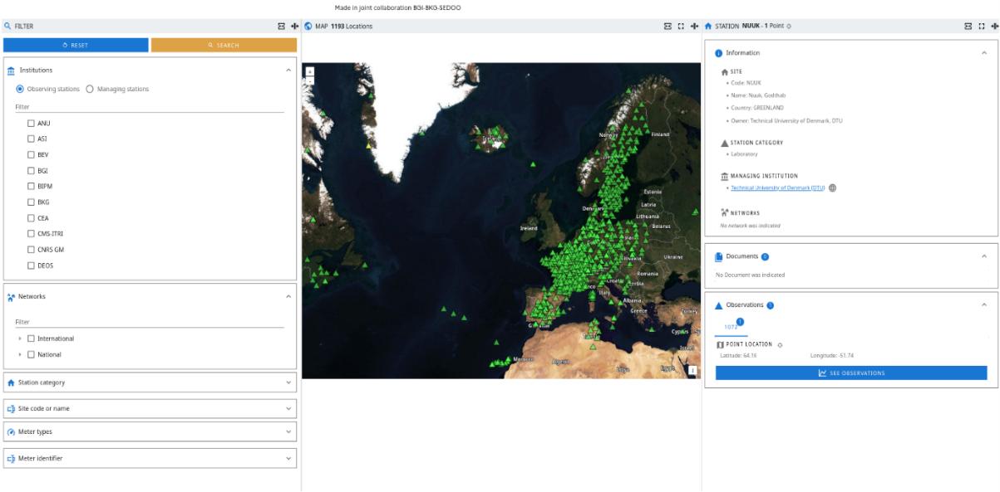 Made in joint collaboration BGI-BKG-SEDOO
FILTER
RESET
SEARCH
Institutions
Observing stations
Managing stations
Filter
ANU
ASI
BEV
BGI
BIPM
BKG
CEA
CMS-ITRI
CNRS GM
DEOS
Networks
Filter
International
National
Station category
Site code or name
Meter types
Meter identifier
MAP 1193 Locations
+
-
Iceland
Norway
Finland
Estonia
Latvia
Lithuania
Belarus
Ireland
Ukraine
Romania
Croatia
Italy
Albania
Greece
Turkey
Cyprus
Israel
Morocco
Algeria
Libya
Egypt
i
STATION NUUK - 1 Point
Information
SITE
• Code: NUUK
• Name: Nuuk, Godthab
• Country: GREENLAND
• Owner: Technical University of Denmark, DTU
STATION CATEGORY
• Laboratory
MANAGING INSTITUTION
• Technical University of Denmark (DTU)
NETWORKS
No network was indicated
Documents 0
No Document was indicated
Observations 1
1072 1
POINT LOCATION
Latitude: 64.16 Longitude: -51.74
SEE OBSERVATIONS